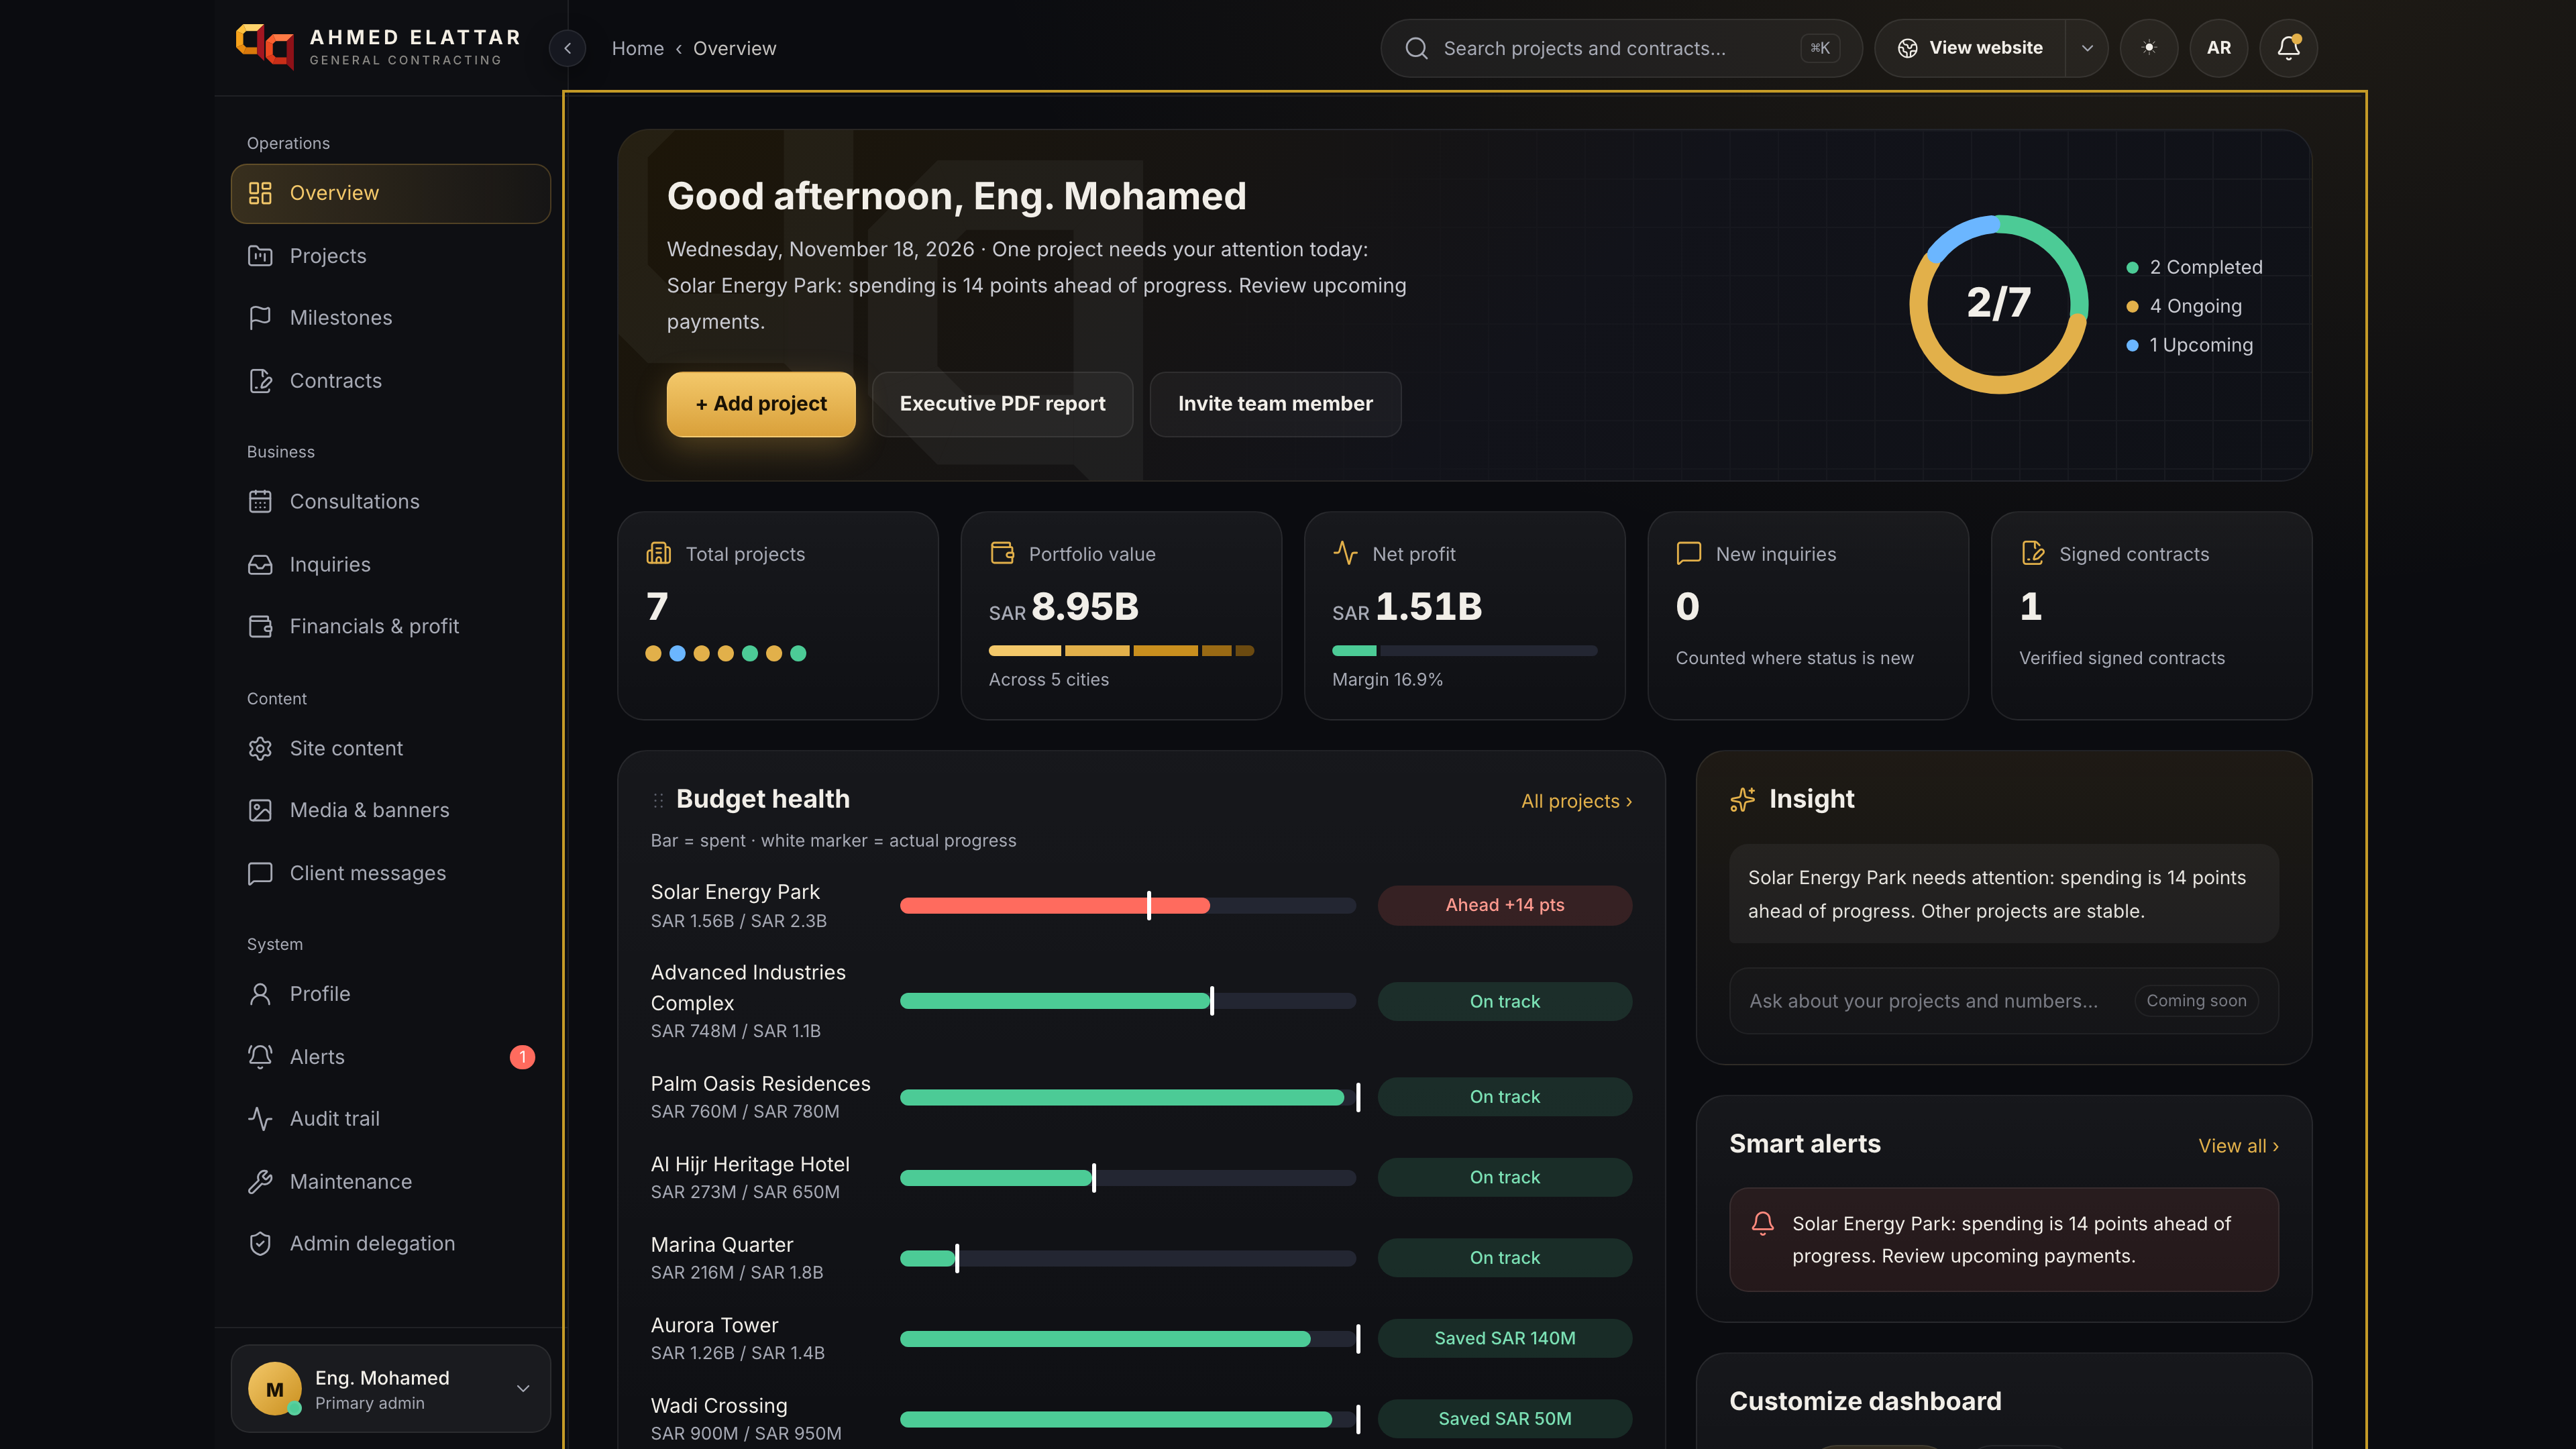 AHMED ELATTAR
GENERAL CONTRACTING
Home ‹ Overview
Search projects and contracts... ⌘K
View website
AR
Operations
Overview
Projects
Milestones
Contracts
Business
Consultations
Inquiries
Financials & profit
Content
Site content
Media & banners
Client messages
System
Profile
Alerts 1
Audit trail
Maintenance
Admin delegation
M
Eng. Mohamed
Primary admin
Good afternoon, Eng. Mohamed
Wednesday, November 18, 2026 · One project needs your attention today:
Solar Energy Park: spending is 14 points ahead of progress. Review upcoming
payments.
+ Add project
Executive PDF report
Invite team member
2/7
2 Completed
4 Ongoing
1 Upcoming
Total projects
7
Portfolio value
SAR 8.95B
Across 5 cities
Net profit
SAR 1.51B
Margin 16.9%
New inquiries
0
Counted where status is new
Signed contracts
1
Verified signed contracts
Budget health
All projects ›
Bar = spent · white marker = actual progress
Solar Energy Park
SAR 1.56B / SAR 2.3B
Ahead +14 pts
Advanced Industries
Complex
SAR 748M / SAR 1.1B
On track
Palm Oasis Residences
SAR 760M / SAR 780M
On track
Al Hijr Heritage Hotel
SAR 273M / SAR 650M
On track
Marina Quarter
SAR 216M / SAR 1.8B
On track
Aurora Tower
SAR 1.26B / SAR 1.4B
Saved SAR 140M
Wadi Crossing
SAR 900M / SAR 950M
Saved SAR 50M
Insight
Solar Energy Park needs attention: spending is 14 points
ahead of progress. Other projects are stable.
Ask about your projects and numbers...
Coming soon
Smart alerts
View all ›
Solar Energy Park: spending is 14 points ahead of
progress. Review upcoming payments.
Customize dashboard